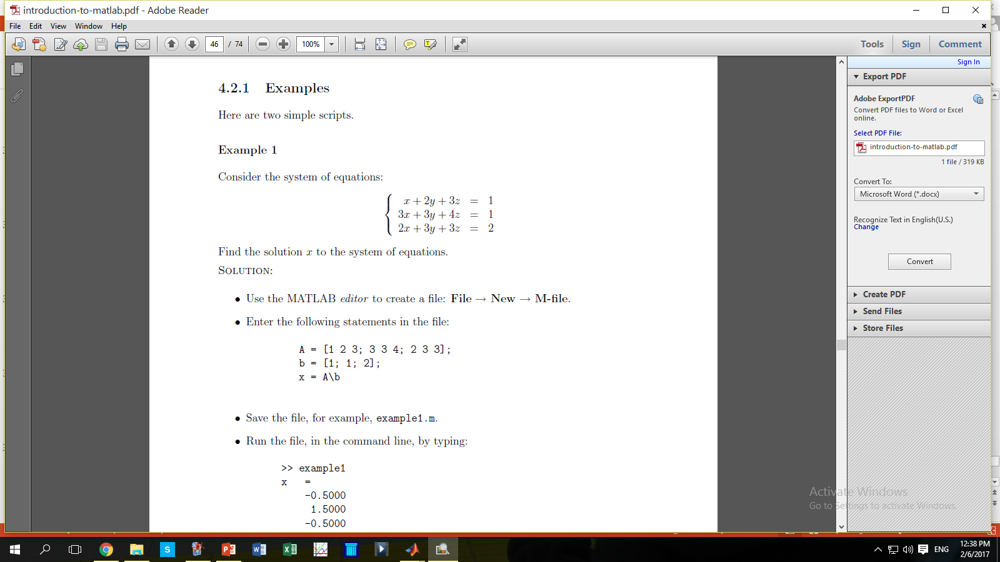 introduction-to-matlab.pdf - Adobe Reader
File Edit View Window Help
46 / 74 100% Tools Sign Comment
Sign In
Export PDF
Adobe ExportPDF
Convert PDF files to Word or Excel
online.
Select PDF File:
introduction-to-matlab.pdf
1 file / 319 KB
Convert To:
Microsoft Word (*.docx)
Recognize Text in English(U.S.)
Change
Convert
Create PDF
Send Files
Store Files
4.2.1 Examples
Here are two simple scripts.
Example 1
Consider the system of equations:
x + 2y + 3z = 1
3x + 3y + 4z = 1
2x + 3y + 3z = 2
Find the solution x to the system of equations.
SOLUTION:
• Use the MATLAB editor to create a file: File → New → M-file.
• Enter the following statements in the file:
A = [1 2 3; 3 3 4; 2 3 3];
b = [1; 1; 2];
x = A\b
• Save the file, for example, example1.m.
• Run the file, in the command line, by typing:
>> example1
x =
-0.5000
1.5000
-0.5000
Activate Windows
Go to Settings to activate Windows.
ENG
12:38 PM
2/6/2017